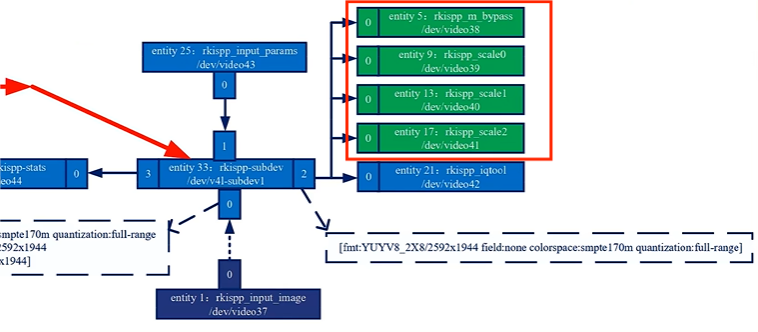 entity 5：rkispp_m_bypass
0
/dev/video38
entity 25：rkispp_input_params
/dev/video43
entity 9：rkispp_scale0
0
/dev/video39
0
entity 13：rkispp_scale1
0
/dev/video40
1
entity 17：rkispp_scale2
0
/dev/video41
kispp-stats
eo44
0
3
entity 33：rkispp-subdev
/dev/v4l-subdev1
2
0
entity 21：rkispp_iqtool
/dev/video42
0
smpte170m quantization:full-range
2592x1944
x1944]
[fmt:YUYV8_2X8/2592x1944 field:none colorspace:smpte170m quantization:full-range]
0
entity 1：rkispp_input_image
/dev/video37